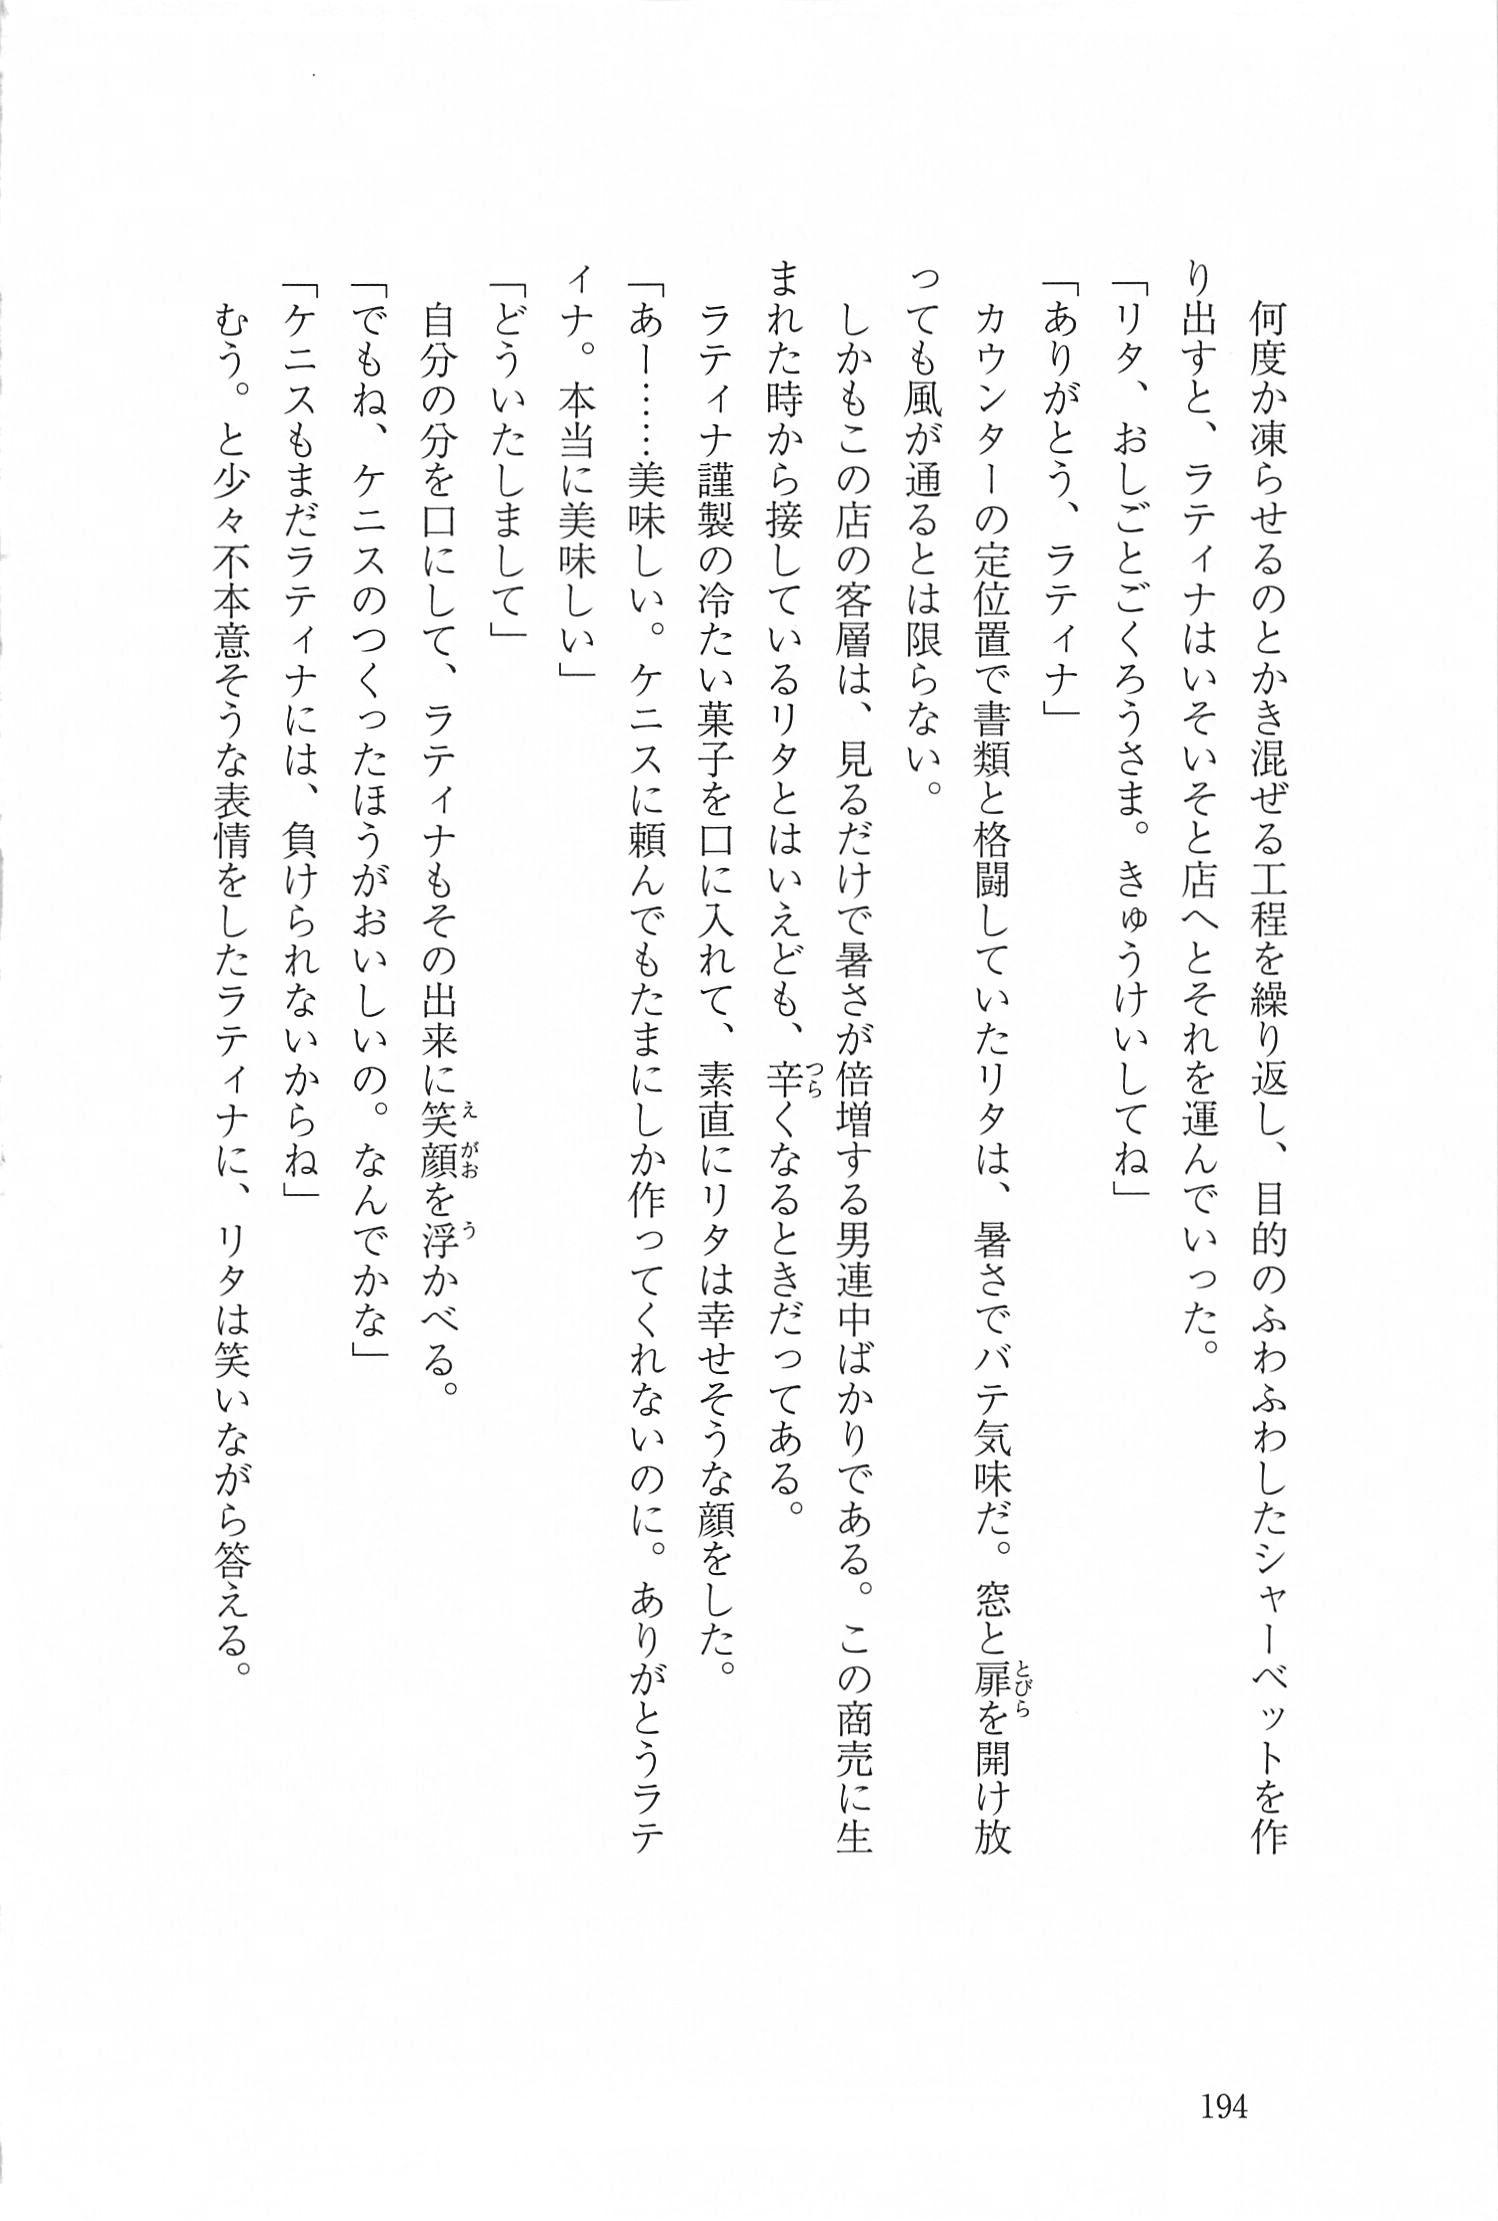 何度か凍らせるのとかき混ぜる工程を繰り返し、目的のふわふわしたシャーベットを作
り出すと、ラティナはいそいそと店へとそれを運んでいった。
「リタ、おしごとごくろうさま。きゅうけいしてね」
「ありがとう、ラティナ」
カウンターの定位置で書類と格闘していたリタは、暑さでバテ気味だ。窓と扉を開け放
とびら
っても風が通るとは限らない。
しかもこの店の客層は、見るだけで暑さが倍増する男連中ばかりである。この商売に生
まれた時から接しているリタとはいえども、辛くなるときだってある。
つら
ラティナ謹製の冷たい菓子を口に入れて、素直にリタは幸せそうな顔をした。
「あー……美味しい。ケニスに頼んでもたまにしか作ってくれないのに。ありがとうラテ
ィナ。本当に美味しい」
「どういたしまして」
自分の分を口にして、ラティナもその出来に笑顔を浮かべる。
えがお う
「でもね、ケニスのつくったほうがおいしいの。なんでかな」
「ケニスもまだラティナには、負けられないからね」
むう。と少々不本意そうな表情をしたラティナに、リタは笑いながら答える。
194